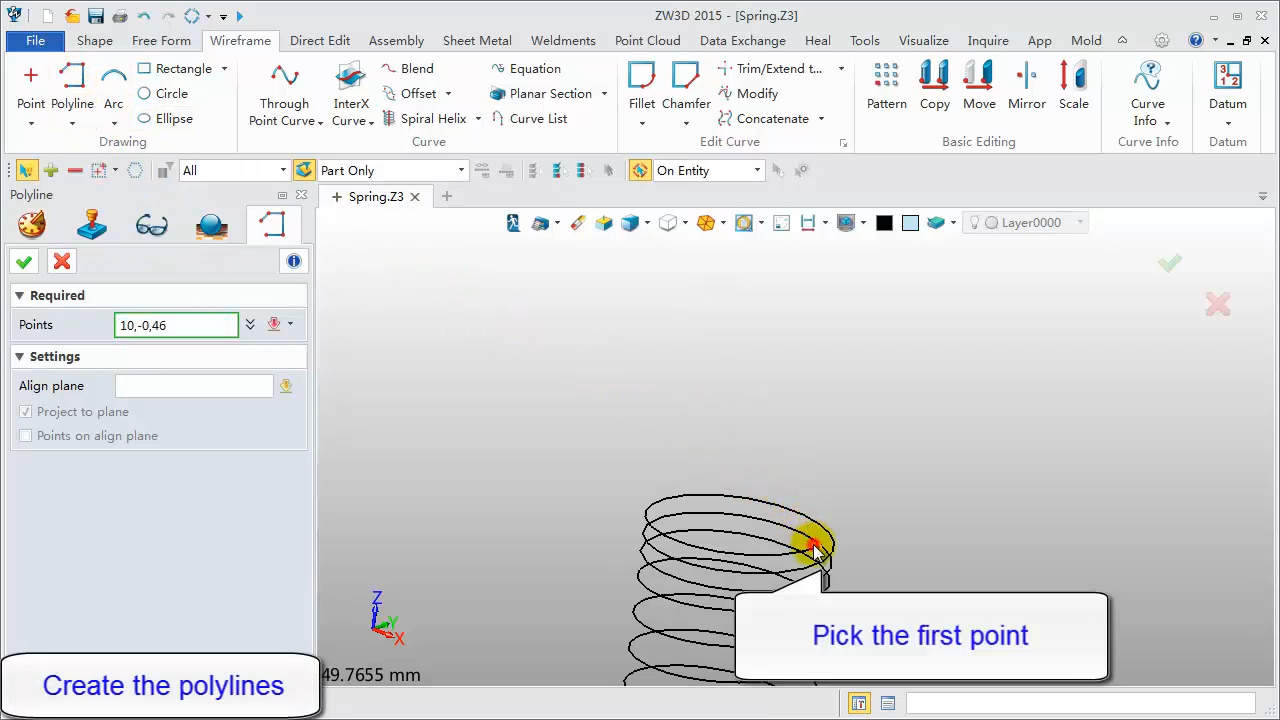 ZW3D 2015 - [Spring.Z3]
File Shape Free Form Wireframe Direct Edit Assembly SheetMetal Weldments Point Cloud Data Exchange Heal Tools Visualize Inquire App Mold
Point Polyline Arc Rectangle Circle Ellipse
Through Point Curve InterX Curve Blend Offset Spiral Helix Equation Planar Section Curve List
Fillet Chamfer Trim/Extend t... Modify Concatenate
Pattern Copy Move Mirror Scale Curve Info Datum
Drawing Curve Edit Curve Basic Editing Curve Info Datum
All Part Only On Entity
Polyline
Spring.Z3
Layer0000
Required
Points 10,-0,46
Settings
Align plane
Project to plane
Points on align plane
Z
Y
X
49.7655 mm
Pick the first point
Create the polylines